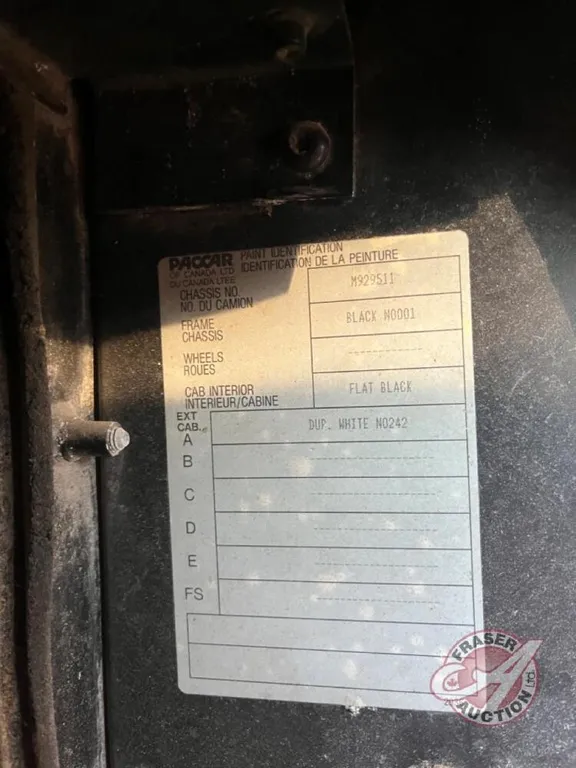 PACCAR PAINT IDENTIFICATION
OF CANADA LTD IDENTIFICATION DE LA PEINTURE
DU CANADA LTEE
CHASSIS NO. M929511
NO. DU CAMION
FRAME BLACK N0001
CHASSIS
WHEELS ------------
ROUES
CAB INTERIOR FLAT BLACK
INTERIEUR/CABINE
EXT
CAB.
A DUP. WHITE N0242
B ------------
C ------------
D ------------
E ------------
FS ------------
FRASER
AUCTION Ltd.